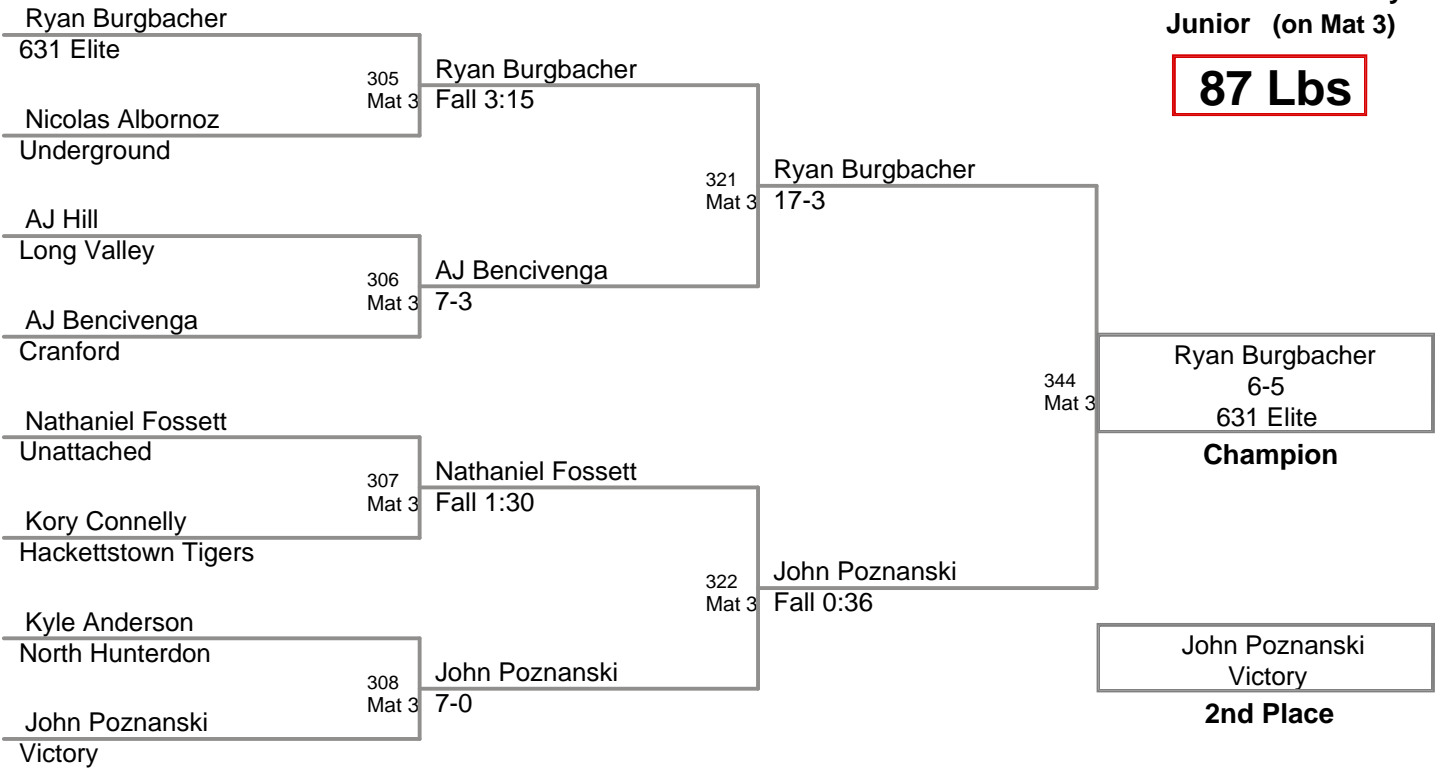 Junior (on Mat 3)
87 Lbs
Ryan Burgbacher
631 Elite
305
Mat 3
Ryan Burgbacher
Fall 3:15
Nicolas Albornoz
Underground
321
Mat 3
Ryan Burgbacher
17-3
AJ Hill
Long Valley
306
Mat 3
AJ Bencivenga
7-3
AJ Bencivenga
Cranford
344
Mat 3
Ryan Burgbacher
6-5
631 Elite
Champion
Nathaniel Fossett
Unattached
307
Mat 3
Nathaniel Fossett
Fall 1:30
Kory Connelly
Hackettstown Tigers
322
Mat 3
John Poznanski
Fall 0:36
Kyle Anderson
North Hunterdon
308
Mat 3
John Poznanski
7-0
John Poznanski
Victory
John Poznanski
Victory
2nd Place